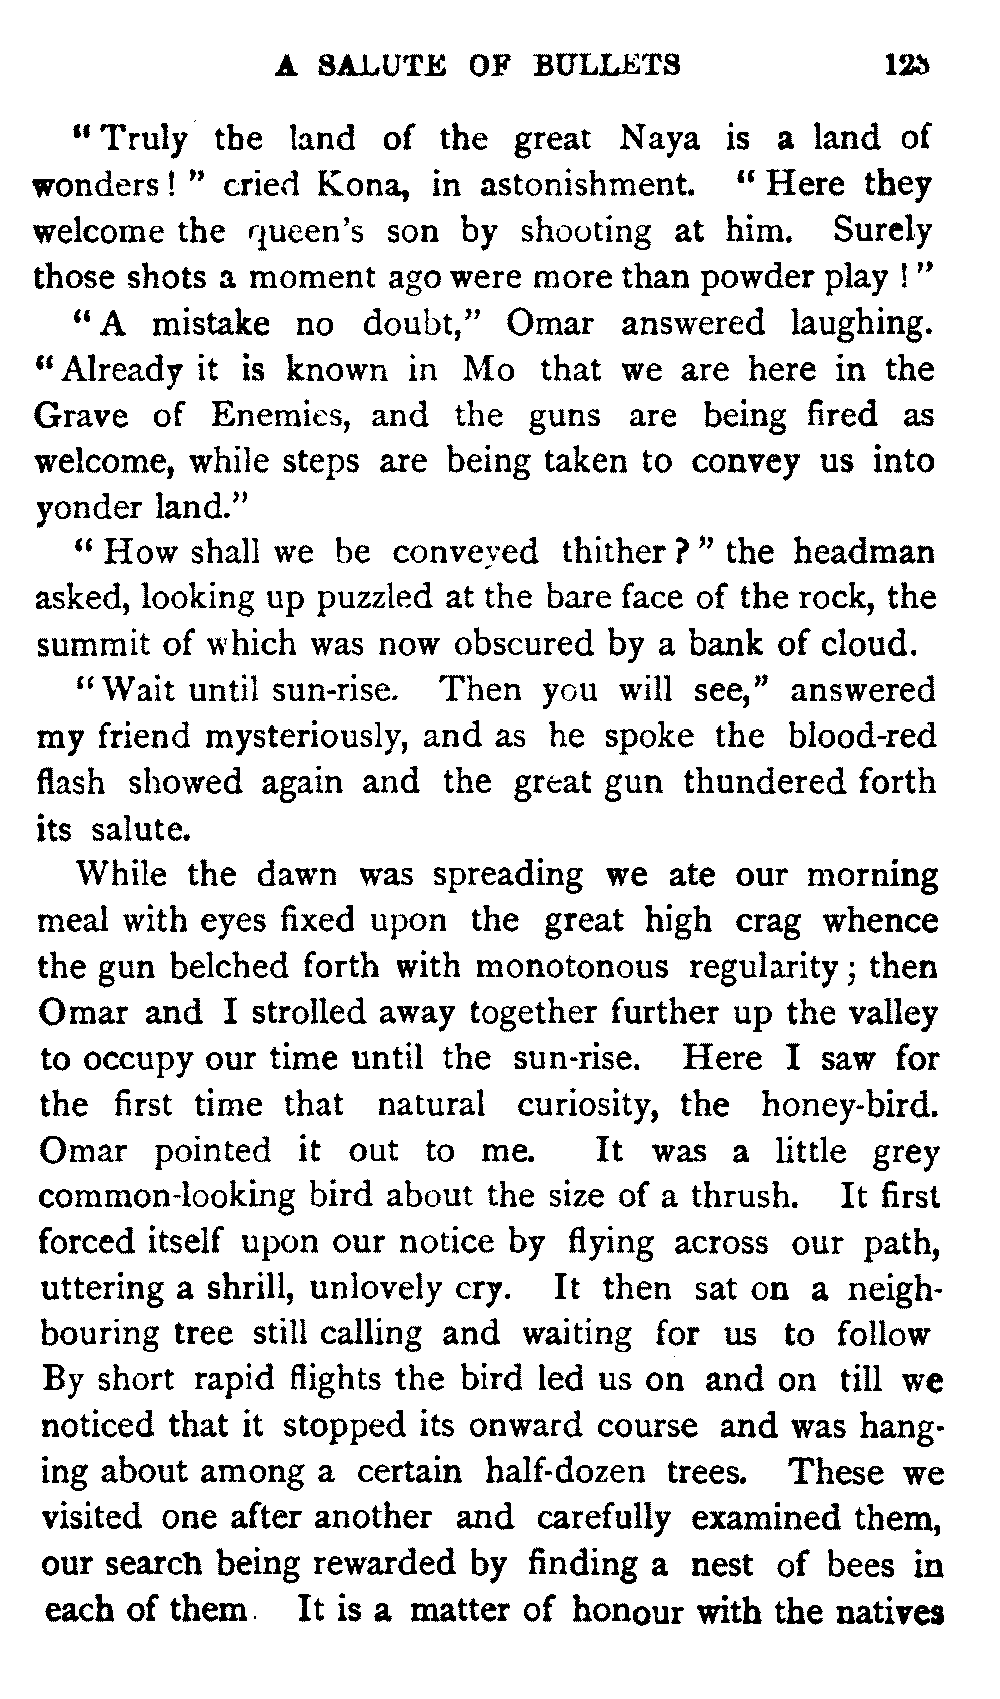 A SALUTE OF BULLETS 125
“Truly the land of the great Naya is a land of
wonders!” cried Kona, in astonishment. “Here they
welcome the queen’s son by shooting at him. Surely
those shots a moment ago were more than powder play!”
“A mistake no doubt,” Omar answered laughing.
“Already it is known in Mo that we are here in the
Grave of Enemies, and the guns are being fired as
welcome, while steps are being taken to convey us into
yonder land.”
“How shall we be conveyed thither?” the headman
asked, looking up puzzled at the bare face of the rock, the
summit of which was now obscured by a bank of cloud.
“Wait until sun-rise. Then you will see,” answered
my friend mysteriously, and as he spoke the blood-red
flash showed again and the great gun thundered forth
its salute.
While the dawn was spreading we ate our morning
meal with eyes fixed upon the great high crag whence
the gun belched forth with monotonous regularity; then
Omar and I strolled away together further up the valley
to occupy our time until the sun-rise. Here I saw for
the first time that natural curiosity, the honey-bird.
Omar pointed it out to me. It was a little grey
common-looking bird about the size of a thrush. It first
forced itself upon our notice by flying across our path,
uttering a shrill, unlovely cry. It then sat on a neigh-
bouring tree still calling and waiting for us to follow
By short rapid flights the bird led us on and on till we
noticed that it stopped its onward course and was hang-
ing about among a certain half-dozen trees. These we
visited one after another and carefully examined them,
our search being rewarded by finding a nest of bees in
each of them. It is a matter of honour with the natives